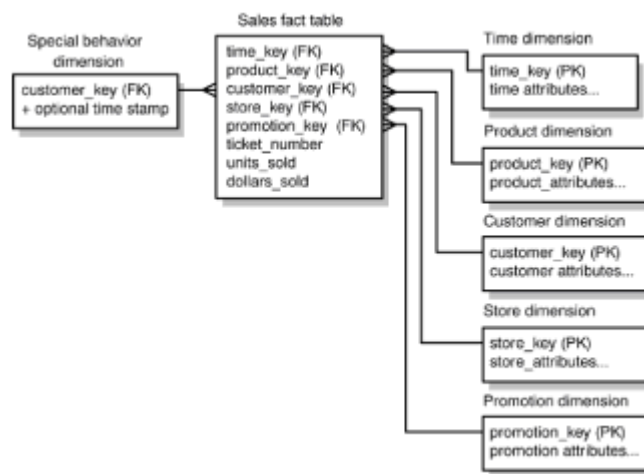 Special behavior
dimension
customer_key (FK)
+ optional time stamp
Sales fact table
time_key (FK)
product_key (FK)
customer_key (FK)
store_key (FK)
promotion_key (FK)
ticket_number
units_sold
dollars_sold
Time dimension
time_key (PK)
time attributes...
Product dimension
product_key (PK)
product_attributes...
Customer dimension
customer_key (PK)
customer attributes...
Store dimension
store_key (PK)
store_attributes...
Promotion dimension
promotion_key (PK)
promotion attributes...